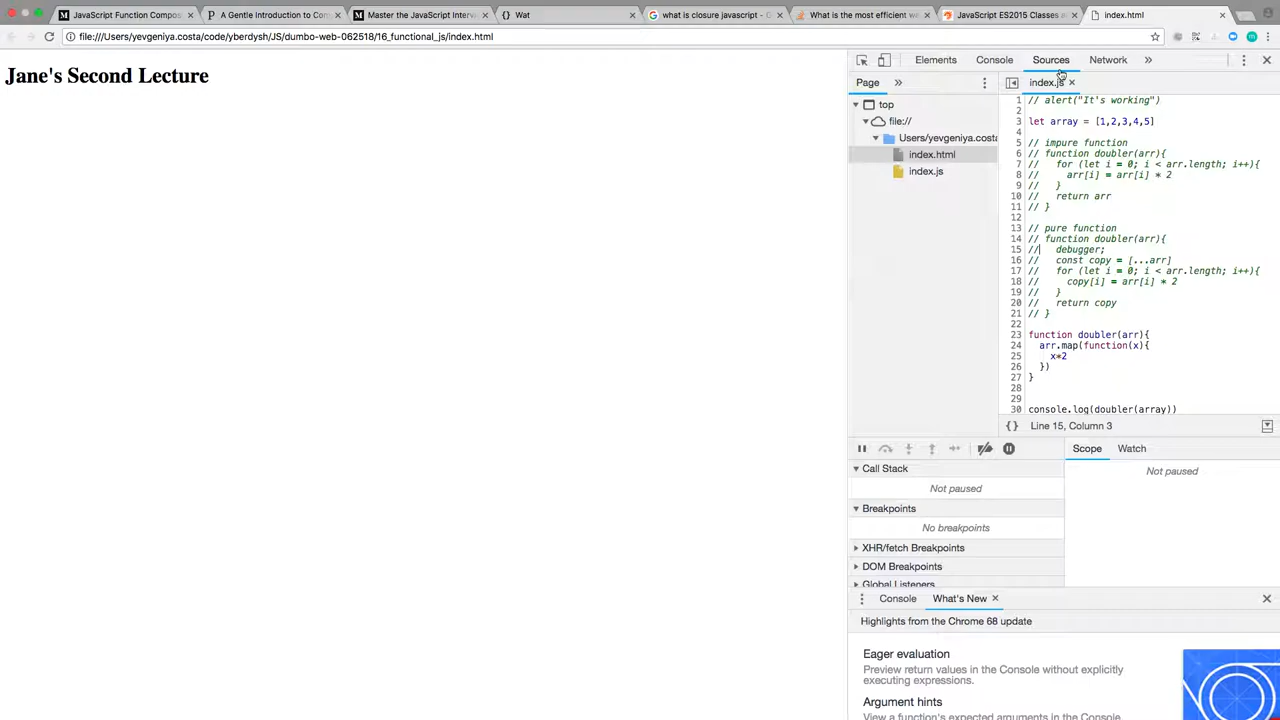 JavaScript Function Compos
A Gentle Introduction to Com
Master the JavaScript Interv
Wat
what is closure javascript - G
What is the most efficient w
JavaScript ES2015 Classes a
index.html
file:///Users/yevgeniya.costa/code/yberdysh/JS/dumbo-web-062518/16_functional_js/index.html
Jane's Second Lecture
Elements
Console
Sources
Network
»
Page
»
index.js
top
file://
Users/yevgeniya.costa
index.html
index.js
1 // alert("It's working")
2
3 let array = [1,2,3,4,5]
4
5 // impure function
6 // function doubler(arr){
7 //   for (let i = 0; i < arr.length; i++){
8 //     arr[i] = arr[i] * 2
9 //   }
10 //   return arr
11 // }
12
13 // pure function
14 // function doubler(arr){
15 //   debugger;
16 //   const copy = [...arr]
17 //   for (let i = 0; i < arr.length; i++){
18 //     copy[i] = arr[i] * 2
19 //   }
20 //   return copy
21 // }
22
23 function doubler(arr){
24   arr.map(function(x){
25     x*2
26   })
27 }
28
29
30 console.log(doubler(array))
{} Line 15, Column 3
Scope
Watch
Call Stack
Not paused
Not paused
Breakpoints
No breakpoints
XHR/fetch Breakpoints
DOM Breakpoints
Global Listeners
Console
What's New
Highlights from the Chrome 68 update
Eager evaluation
Preview return values in the Console without explicitly
executing expressions.
Argument hints
View a function's expected arguments in the Console.